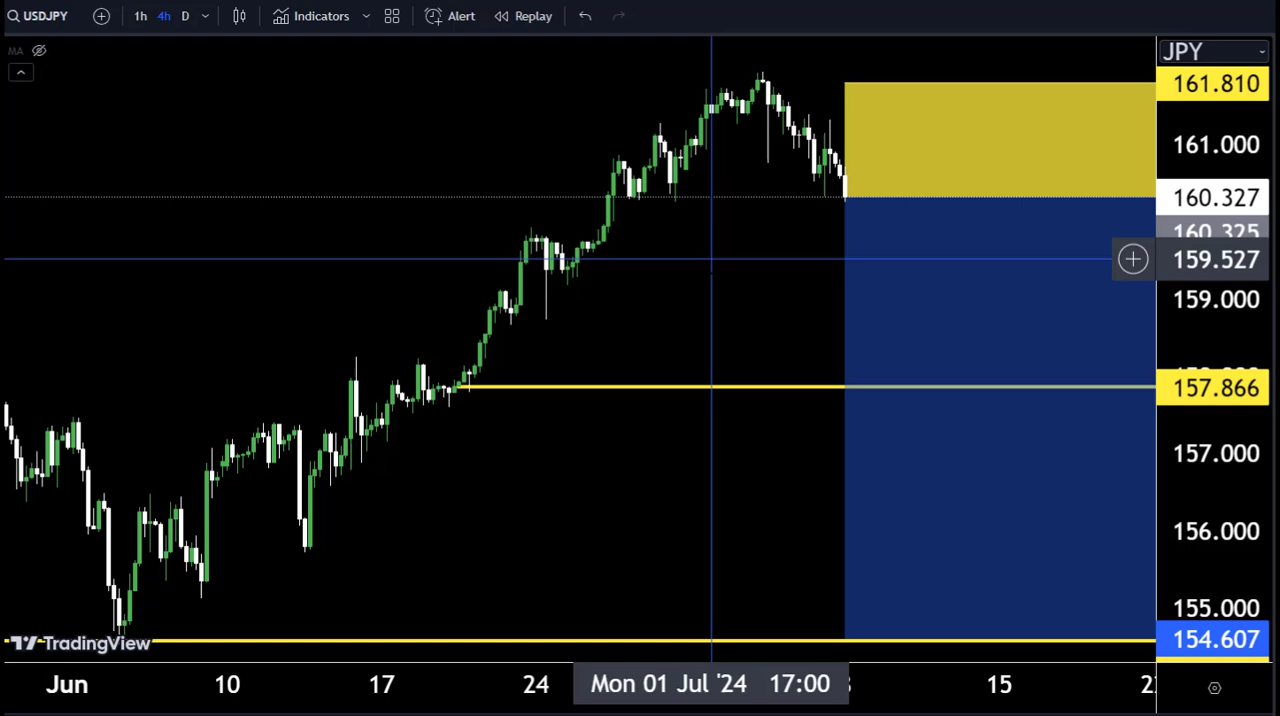 USDJPY 1h 4h D Indicators Alert Replay
MA
JPY
161.810
161.000
160.327
160.325
159.527
159.000
157.866
157.000
156.000
155.000
154.607
TradingView
Jun 10 17 24 Mon 01 Jul '24 17:00 15